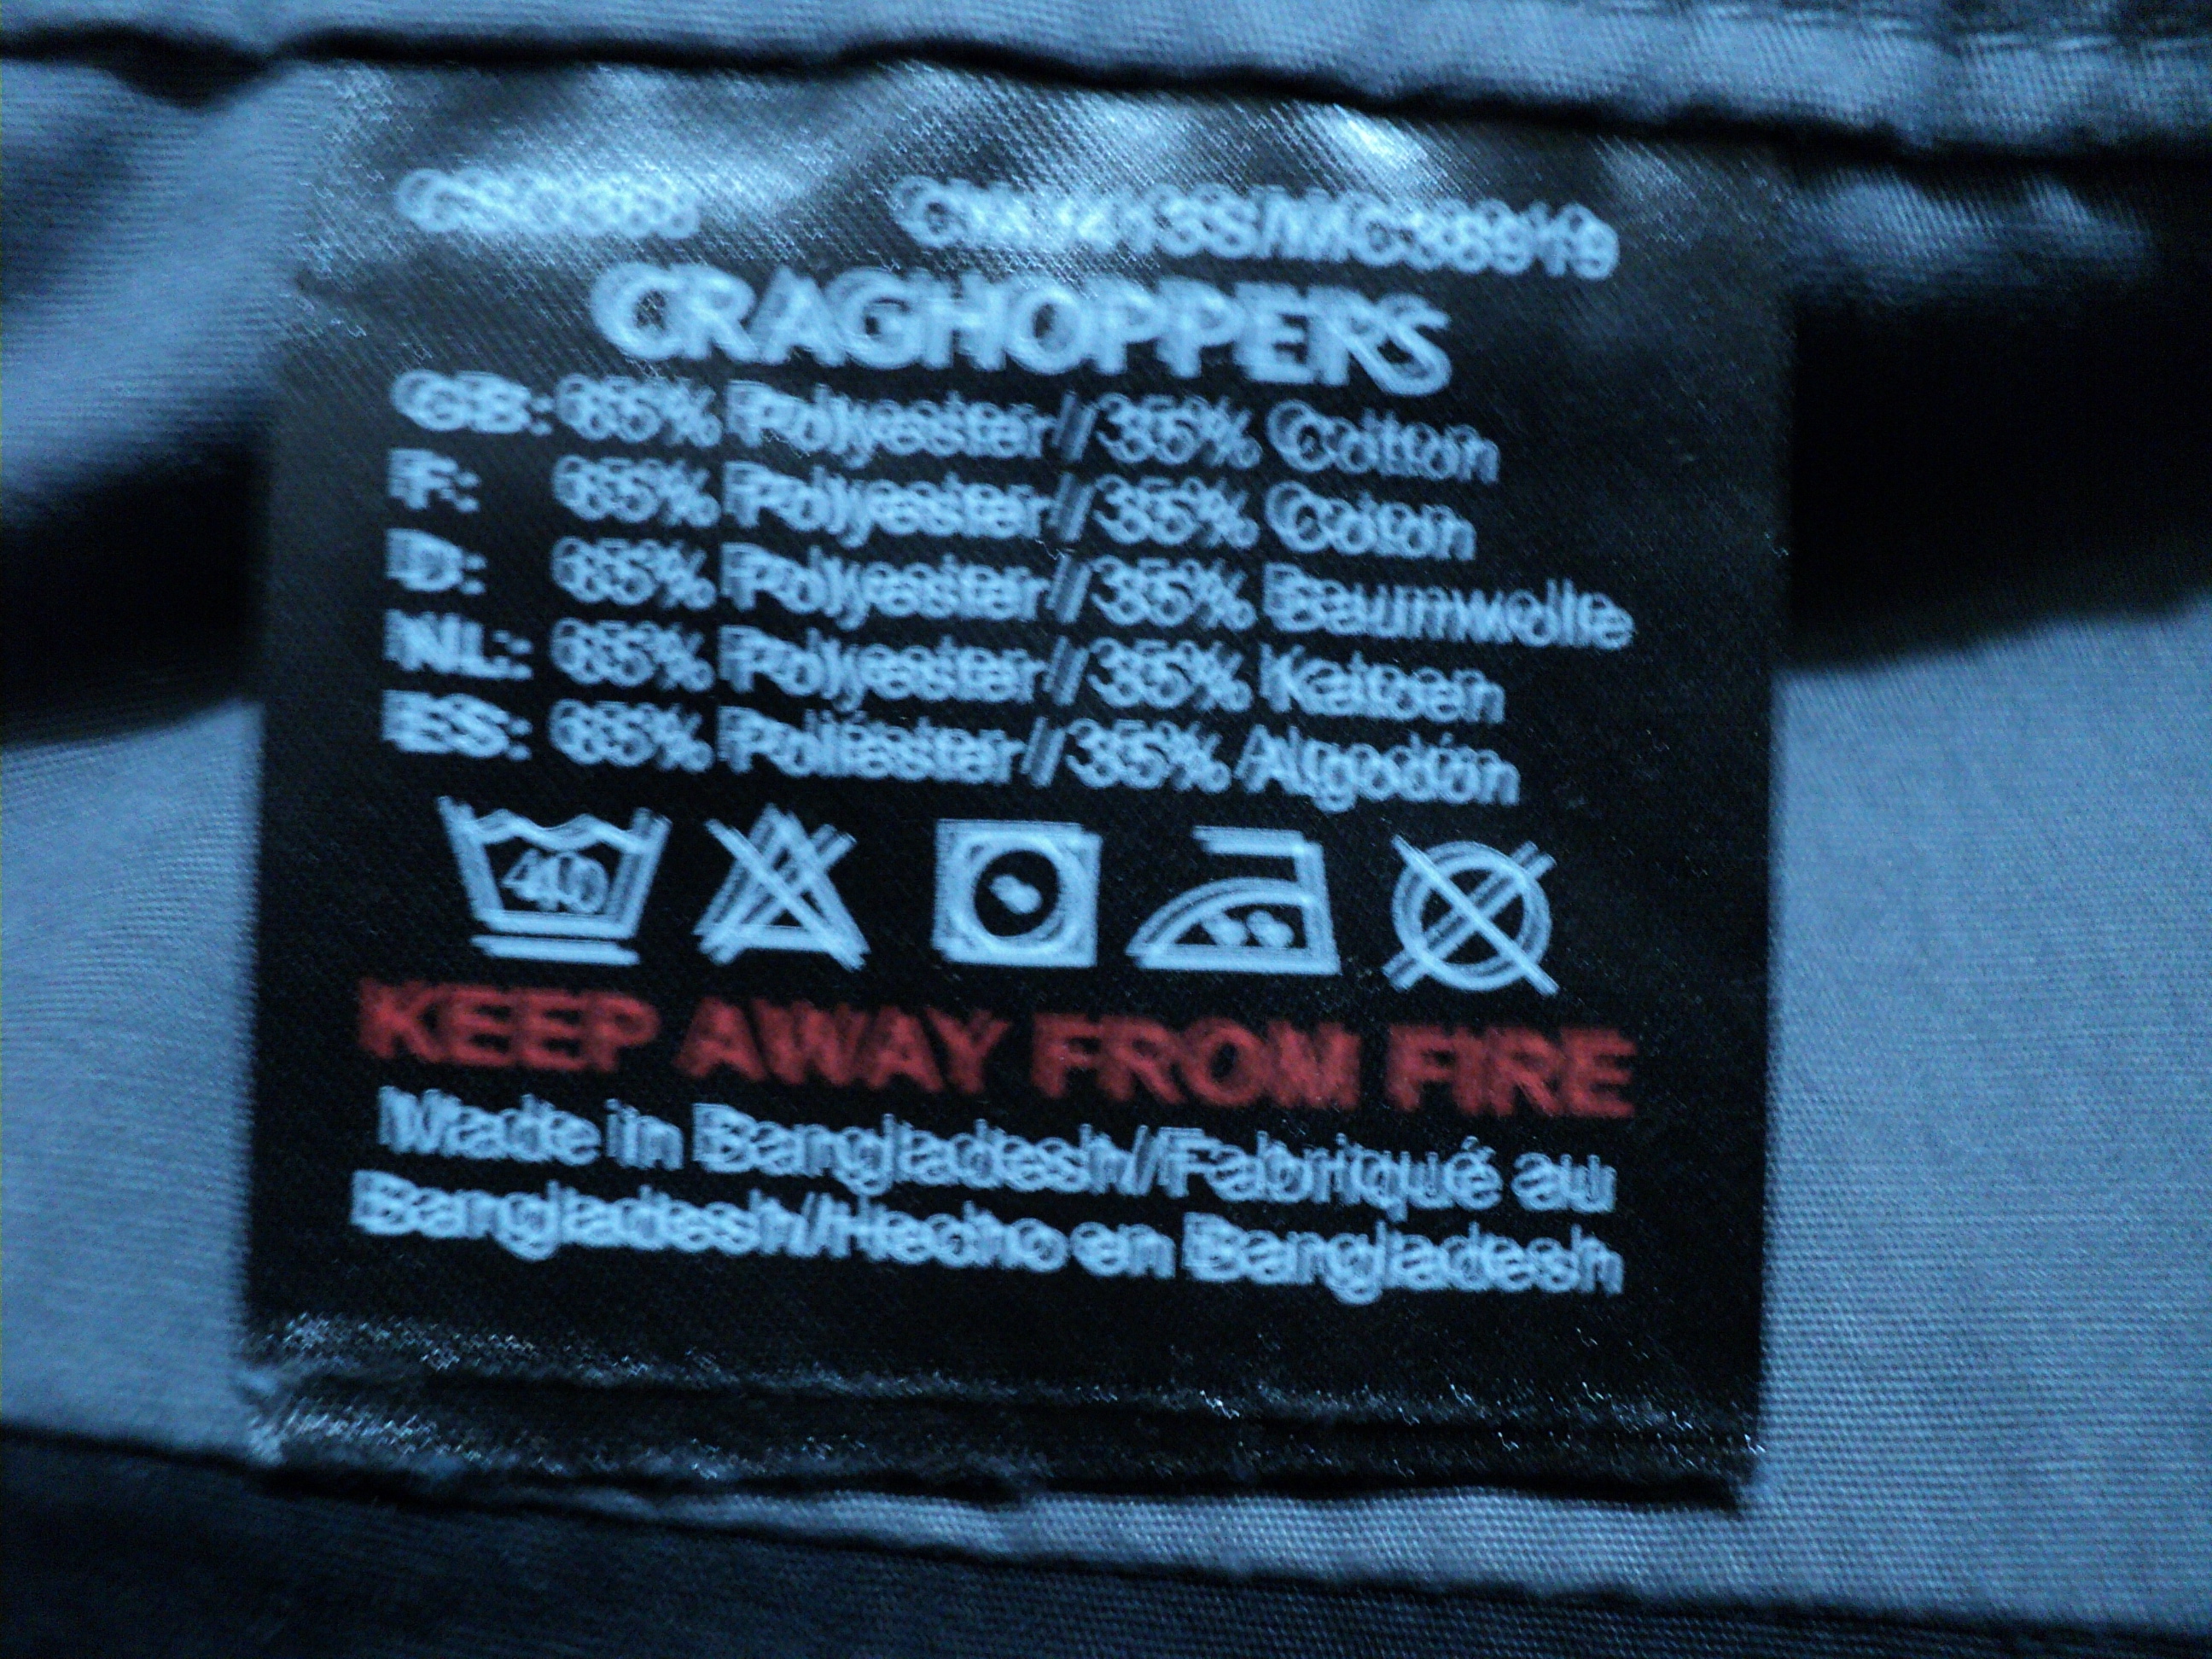 CRAGHOPPERS
GB: 65% Polyester / 35% Cotton
F: 65% Polyester / 35% Coton
D: 65% Polyester / 35% Baumwolle
NL: 65% Polyester / 35% Katoen
ES: 65% Poliéster / 35% Algodón
40
KEEP AWAY FROM FIRE
Made in Bangladesh/Fabriqué au
Bangladesh/Hecho en Bangladesh